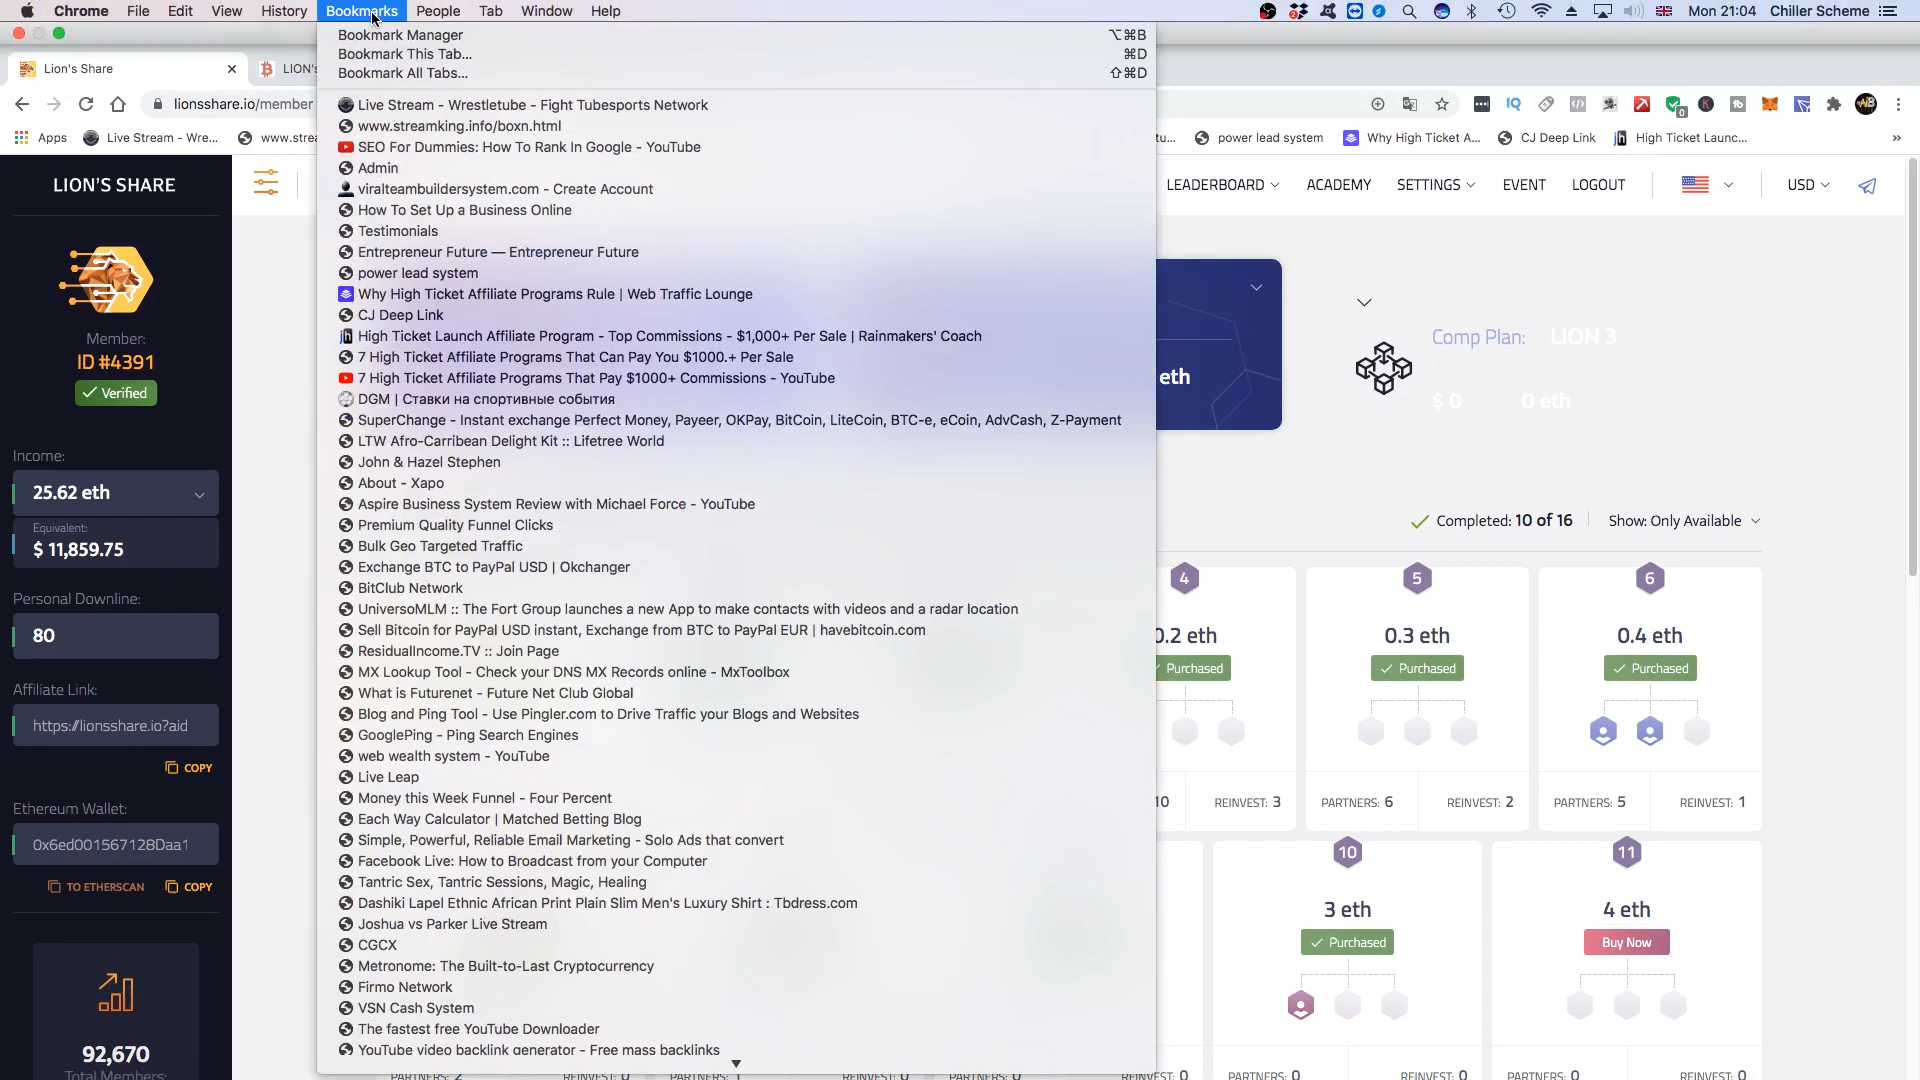 Chrome File Edit View History Bookmarks People Tab Window Help Mon 21:04 Chiller Scheme
Lion's Share LION's
lionsshare.io/member
Apps Live Stream - Wre... www.strea tu... power lead system Why High Ticket A... CJ Deep Link High Ticket Launc... »
Bookmark Manager ⌥⌘B
Bookmark This Tab... ⌘D
Bookmark All Tabs... ⇧⌘D
Live Stream - Wrestletube - Fight Tubesports Network
www.streamking.info/boxn.html
SEO For Dummies: How To Rank In Google - YouTube
Admin
viralteambuildersystem.com - Create Account
How To Set Up a Business Online
Testimonials
Entrepreneur Future — Entrepreneur Future
power lead system
Why High Ticket Affiliate Programs Rule | Web Traffic Lounge
CJ Deep Link
High Ticket Launch Affiliate Program - Top Commissions - $1,000+ Per Sale | Rainmakers' Coach
7 High Ticket Affiliate Programs That Can Pay You $1000.+ Per Sale
7 High Ticket Affiliate Programs That Pay $1000+ Commissions - YouTube
DGM | Ставки на спортивные события
SuperChange - Instant exchange Perfect Money, Payeer, OKPay, BitCoin, LiteCoin, BTC-e, eCoin, AdvCash, Z-Payment
LTW Afro-Carribean Delight Kit :: Lifetree World
John & Hazel Stephen
About - Xapo
Aspire Business System Review with Michael Force - YouTube
Premium Quality Funnel Clicks
Bulk Geo Targeted Traffic
Exchange BTC to PayPal USD | Okchanger
BitClub Network
UniversoMLM :: The Fort Group launches a new App to make contacts with videos and a radar location
Sell Bitcoin for PayPal USD instant, Exchange from BTC to PayPal EUR | havebitcoin.com
ResidualIncome.TV :: Join Page
MX Lookup Tool - Check your DNS MX Records online - MxToolbox
What is Futurenet - Future Net Club Global
Blog and Ping Tool - Use Pingler.com to Drive Traffic your Blogs and Websites
GooglePing - Ping Search Engines
web wealth system - YouTube
Live Leap
Money this Week Funnel - Four Percent
Each Way Calculator | Matched Betting Blog
Simple, Powerful, Reliable Email Marketing - Solo Ads that convert
Facebook Live: How to Broadcast from your Computer
Tantric Sex, Tantric Sessions, Magic, Healing
Dashiki Lapel Ethnic African Print Plain Slim Men's Luxury Shirt : Tbdress.com
Joshua vs Parker Live Stream
CGCX
Metronome: The Built-to-Last Cryptocurrency
Firmo Network
VSN Cash System
The fastest free YouTube Downloader
YouTube video backlink generator - Free mass backlinks
LION'S SHARE
Member:
ID #4391
Verified
Income:
25.62 eth
Equivalent:
$ 11,859.75
Personal Downline:
80
Affiliate Link:
https://lionsshare.io?aid
COPY
Ethereum Wallet:
0x6ed001567128Daa1
TO ETHERSCAN COPY
92,670
Total Members:
LEADERBOARD ACADEMY SETTINGS EVENT LOGOUT USD
eth
Comp Plan: LION 3
$ 0 0 eth
Completed: 10 of 16 Show: Only Available
4 5 6
0.2 eth 0.3 eth 0.4 eth
Purchased Purchased Purchased
10 REINVEST: 3 PARTNERS: 6 REINVEST: 2 PARTNERS: 5 REINVEST: 1
10 11
3 eth 4 eth
Purchased Buy Now
PARTNERS: 2 REINVEST: 0 PARTNERS: 1 REINVEST: 0 PARTNERS: 0 REINVEST: 0 PARTNERS: 0 REINVEST: 0 PARTNERS: 0 REINVEST: 0